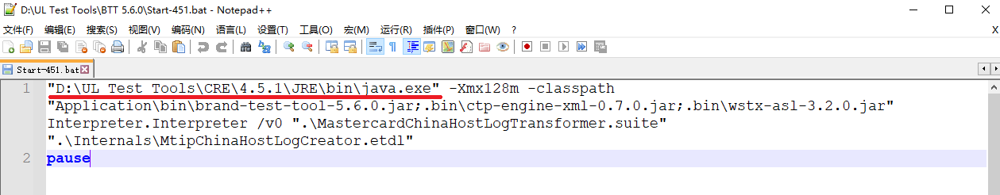 D:\UL Test Tools\BTT 5.6.0\Start-451.bat - Notepad++
文件(F) 编辑(E) 搜索(S) 视图(V) 编码(N) 语言(L) 设置(T) 工具(O) 宏(M) 运行(R) 插件(P) 窗口(W) ? X
Start-451.bat
1 "D:\UL Test Tools\CRE\4.5.1\JRE\bin\java.exe" -Xmx128m -classpath
"Application\bin\brand-test-tool-5.6.0.jar;.bin\ctp-engine-xml-0.7.0.jar;.bin\wstx-asl-3.2.0.jar"
Interpreter.Interpreter /v0 ".\MastercardChinaHostLogTransformer.suite"
".\Internals\MtipChinaHostLogCreator.etdl"
2 pause